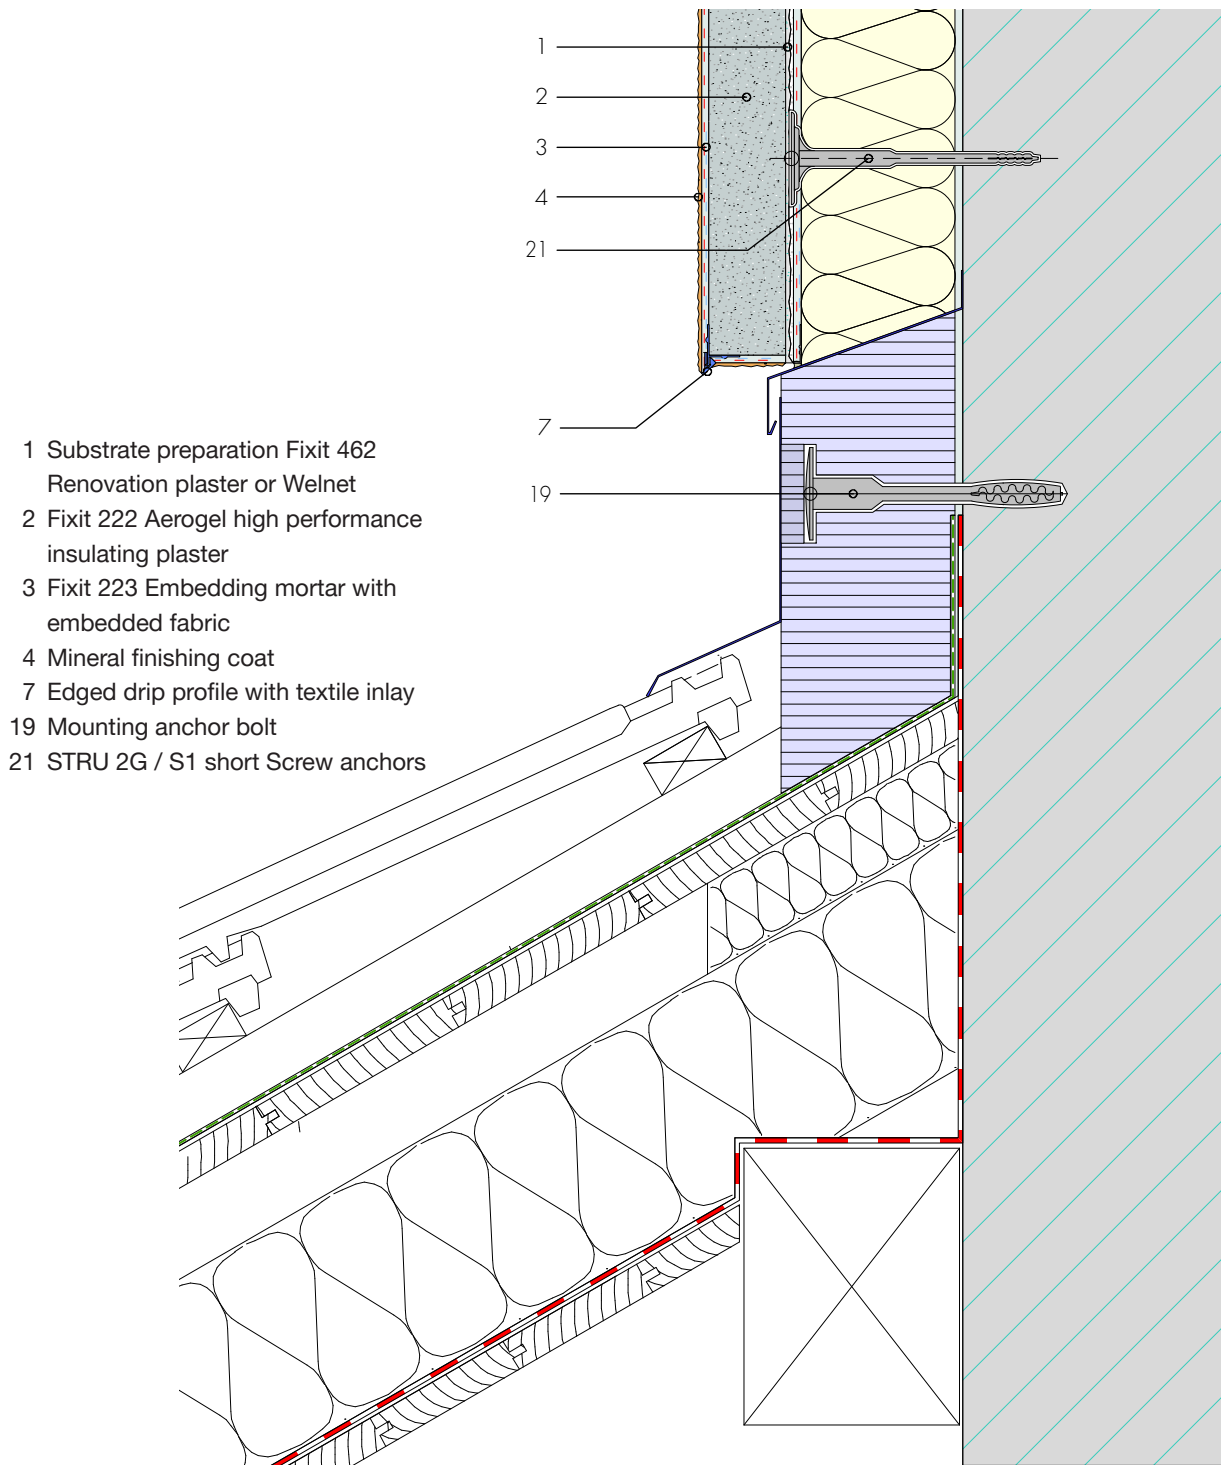 1
2
3
4
21
7
19
1 Substrate preparation Fixit 462
Renovation plaster or Welnet
2 Fixit 222 Aerogel high performance
insulating plaster
3 Fixit 223 Embedding mortar with
embedded fabric
4 Mineral finishing coat
7 Edged drip profile with textile inlay
19 Mounting anchor bolt
21 STRU 2G / S1 short Screw anchors